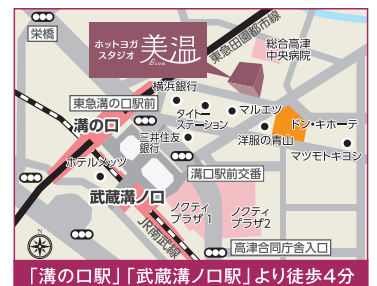 栄橋
ホットヨガ
スタジオ
美温
Bion
東急田園都市線
総合高津
中央病院
横浜銀行
東急溝の口駅前
タイトー
ステーション
マルエツ
ドン・キホーテ
溝の口
三井住友
銀行
洋服の青山
マツモトキヨシ
ホテルメッツ
溝口駅前交番
武蔵溝ノ口
ノクティ
プラザ1
ノクティ
プラザ2
JR南武線
高津合同庁舎入口
「溝の口駅」「武蔵溝ノ口駅」より徒歩4分